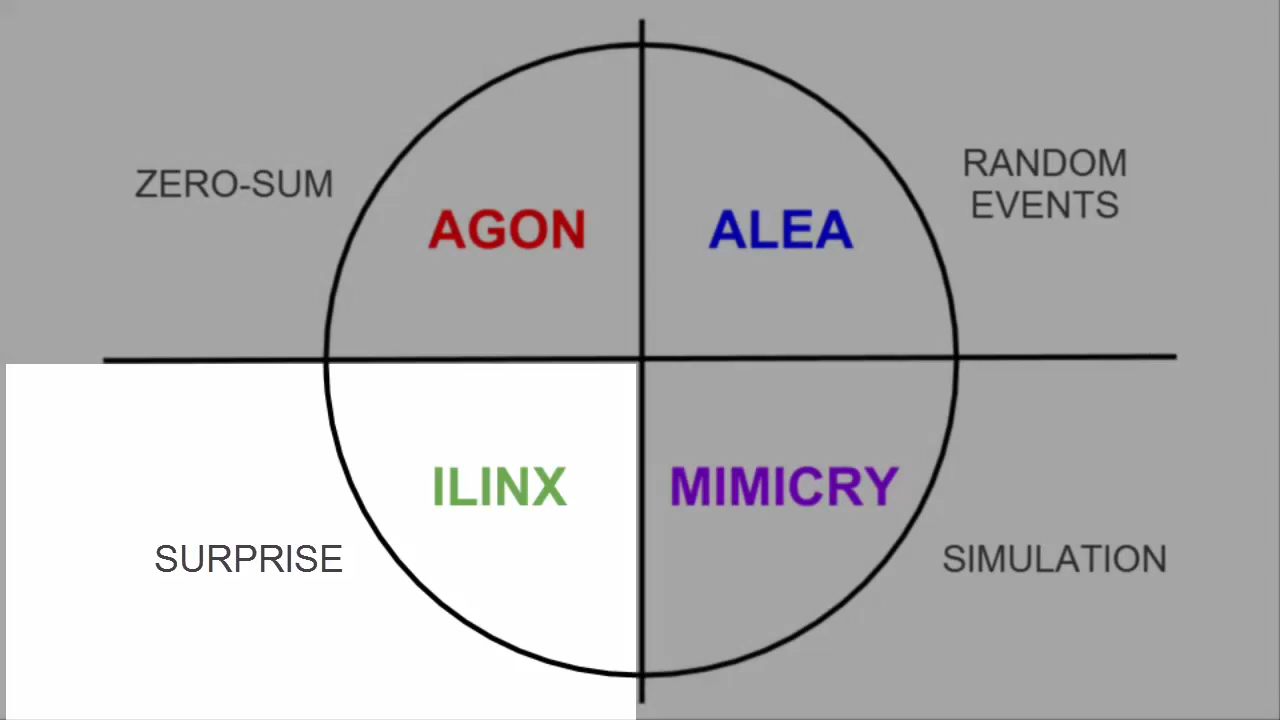 ZERO-SUM
AGON
ALEA
RANDOM
EVENTS
ILINX
MIMICRY
SURPRISE
SIMULATION